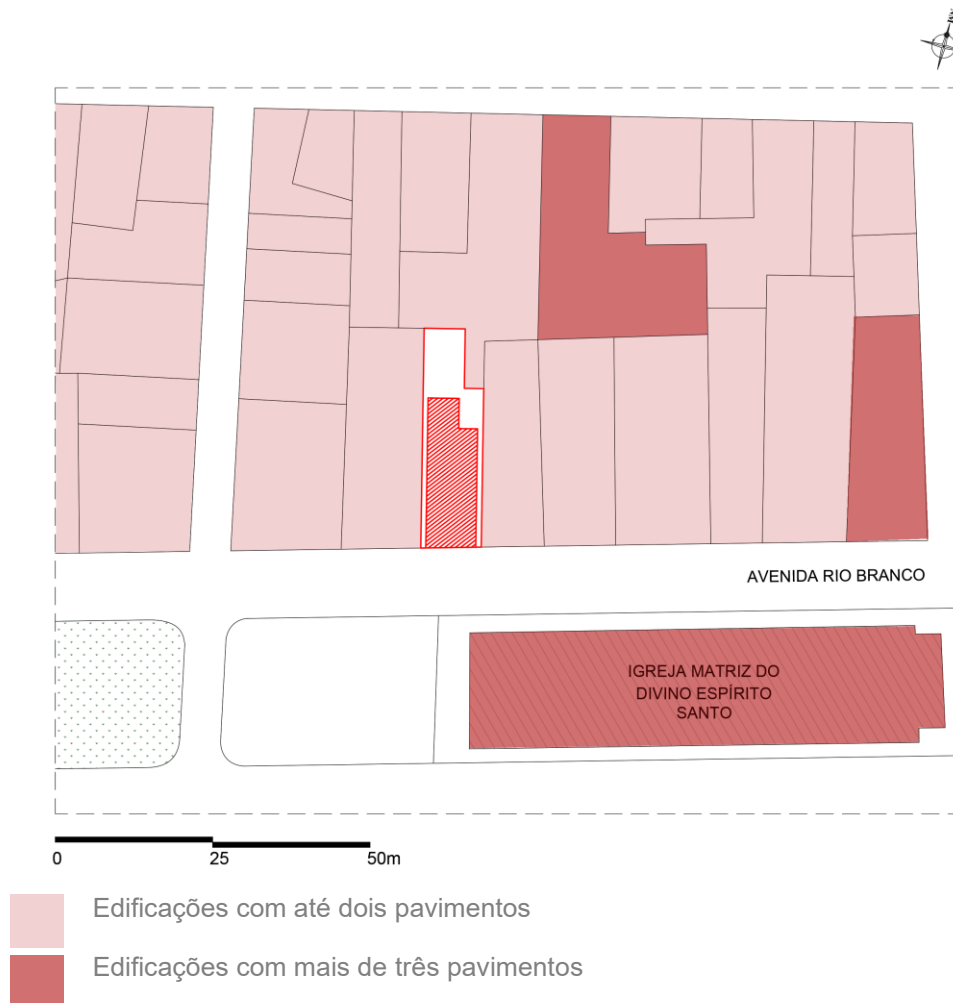 N
AVENIDA RIO BRANCO
IGREJA MATRIZ DO
DIVINO ESPÍRITO
SANTO
0 25 50m
Edificações com até dois pavimentos
Edificações com mais de três pavimentos